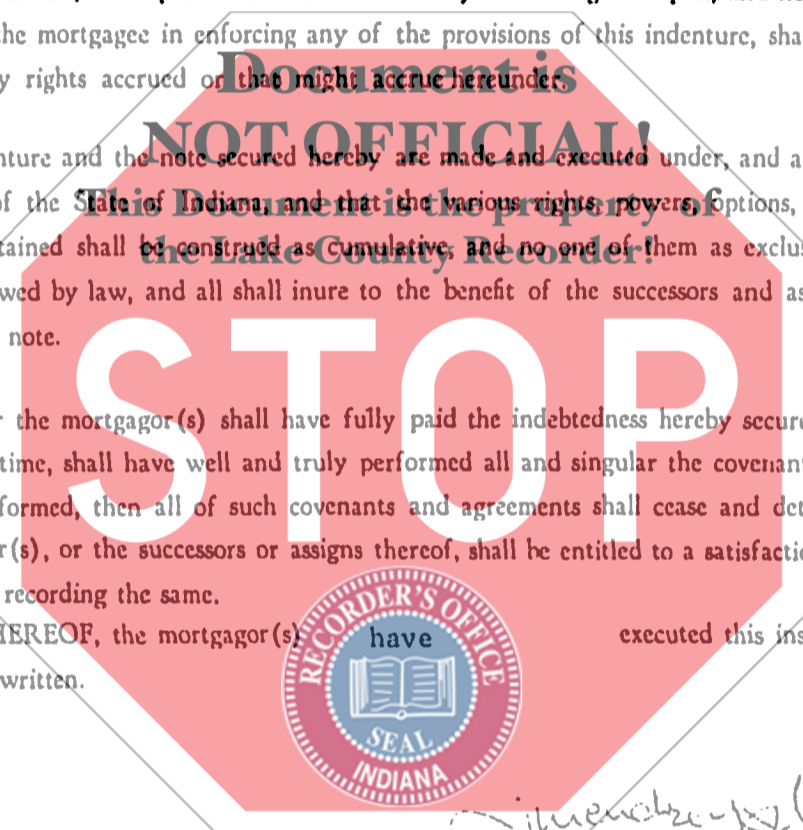 the mortgagee in enforcing any of the provisions of this indenture, sha
y rights accrued or that might accrue hereunder.
Document is
NOT OFFICIAL!
nture and the note secured hereby are made and executed under, and a
of the State of Indiana, and that the various rights, powers, options,
This Document is the property of
tained shall be construed as cumulative, and no one of them as exclus
the Lake County Recorder!
wed by law, and all shall inure to the benefit of the successors and as
note.
STOP
r the mortgagor(s) shall have fully paid the indebtedness hereby secure
time, shall have well and truly performed all and singular the covenant
formed, then all of such covenants and agreements shall cease and det
r(s), or the successors or assigns thereof, shall be entitled to a satisfactio
recording the same.
HEREOF, the mortgagor(s) have executed this ins
written.
RECORDER'S OFFICE
SEAL
INDIANA